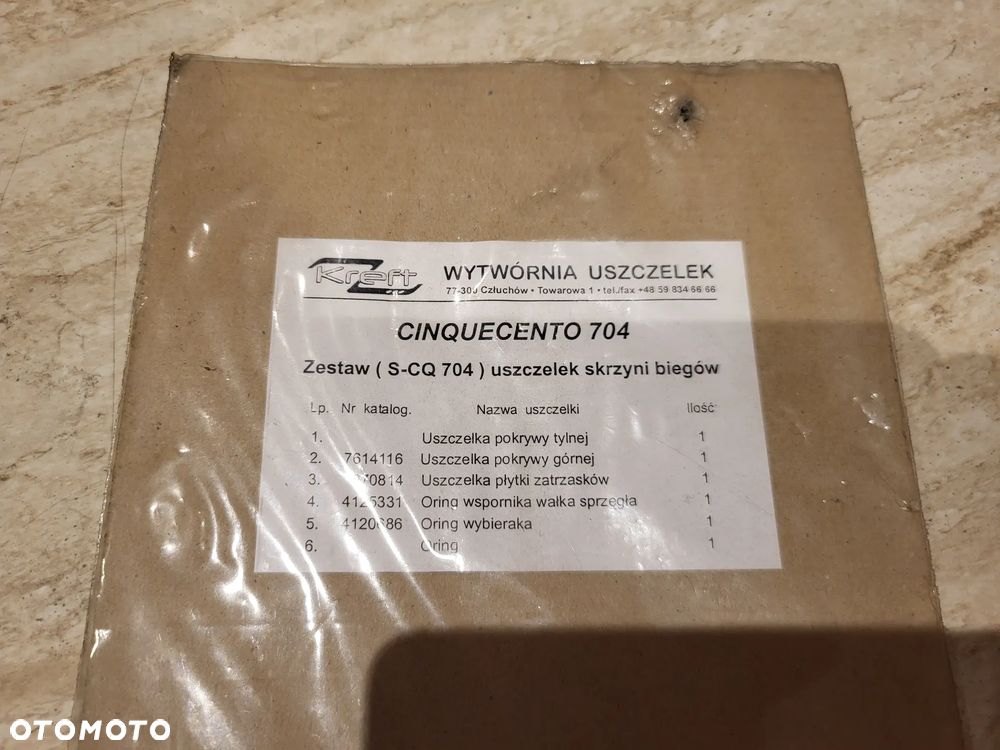 Kreft
WYTWÓRNIA USZCZELEK
77-300 Człuchów • Towarowa 1 • tel./fax +48 59 834 66 66
CINQUECENTO 704
Zestaw ( S-CQ 704 ) uszczelek skrzyni biegów
Lp. Nr katalog. Nazwa uszczelki Ilość
1. Uszczelka pokrywy tylnej 1
2. 7614116 Uszczelka pokrywy górnej 1
3. Uszczelka płytki zatrzasków 1
4. 4125331 Oring wspornika wałka sprzęgła 1
5. Oring wybieraka 1
6. Oring 1
OTOMOTO